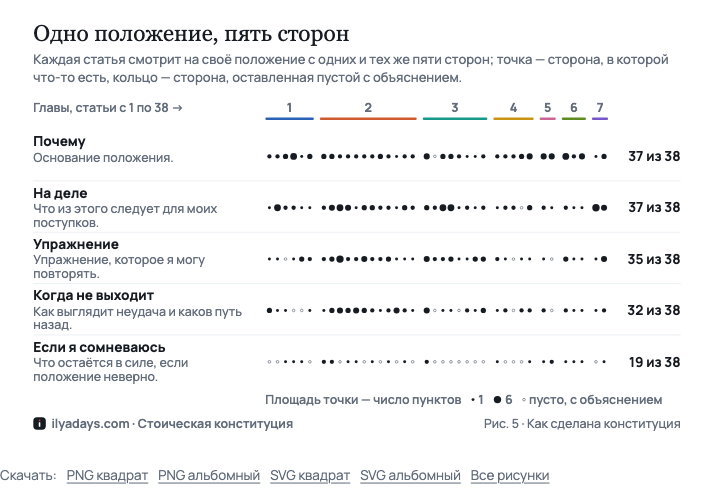 Одно положение, пять сторон
Каждая статья смотрит на своё положение с одних и тех же пяти сторон; точка — сторона, в которой
что-то есть, кольцо — сторона, оставленная пустой с объяснением.
Главы, статьи с 1 по 38 → 1 2 3 4 5 6 7
Почему
Основание положения.
37 из 38
На деле
Что из этого следует для моих
поступков.
37 из 38
Упражнение
Упражнение, которое я могу
повторять.
35 из 38
Когда не выходит
Как выглядит неудача и каков путь
назад.
32 из 38
Если я сомневаюсь
Что остаётся в силе, если
положение неверно.
19 из 38
Площадь точки — число пунктов 1 6 пусто, с объяснением
ilyadays.com · Стоическая конституция
Рис. 5 · Как сделана конституция
Скачать: PNG квадрат PNG альбомный SVG квадрат SVG альбомный Все рисунки